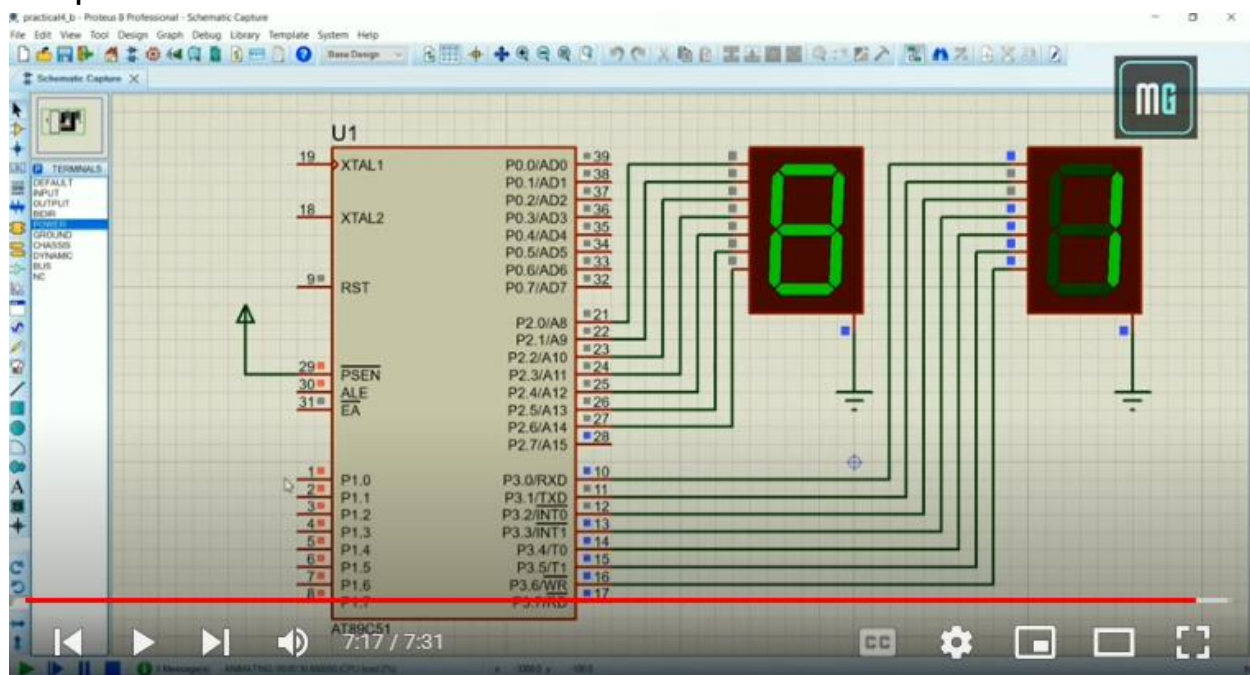 practical4_b - Proteus 8 Professional - Schematic Capture
File Edit View Tool Design Graph Debug Library Template System Help
Base Design
Schematic Capture
MG
TERMINALS
DEFAULT
INPUT
OUTPUT
BIDIR
POWER
GROUND
CHASSIS
DYNAMIC
BUS
NC
U1
19 XTAL1 P0.0/AD0 39
P0.1/AD1 38
P0.2/AD2 37
18 XTAL2 P0.3/AD3 36
P0.4/AD4 35
P0.5/AD5 34
P0.6/AD6 33
9 RST P0.7/AD7 32
P2.0/A8 21
P2.1/A9 22
P2.2/A10 23
29 PSEN P2.3/A11 24
30 ALE P2.4/A12 25
31 EA P2.5/A13 26
P2.6/A14 27
P2.7/A15 28
1 P1.0 P3.0/RXD 10
2 P1.1 P3.1/TXD 11
3 P1.2 P3.2/INT0 12
4 P1.3 P3.3/INT1 13
5 P1.4 P3.4/T0 14
6 P1.5 P3.5/T1 15
7 P1.6 P3.6/WR 16
8 P1.7 P3.7/RD 17
AT89C51
8
1
7:17 / 7:31
CC